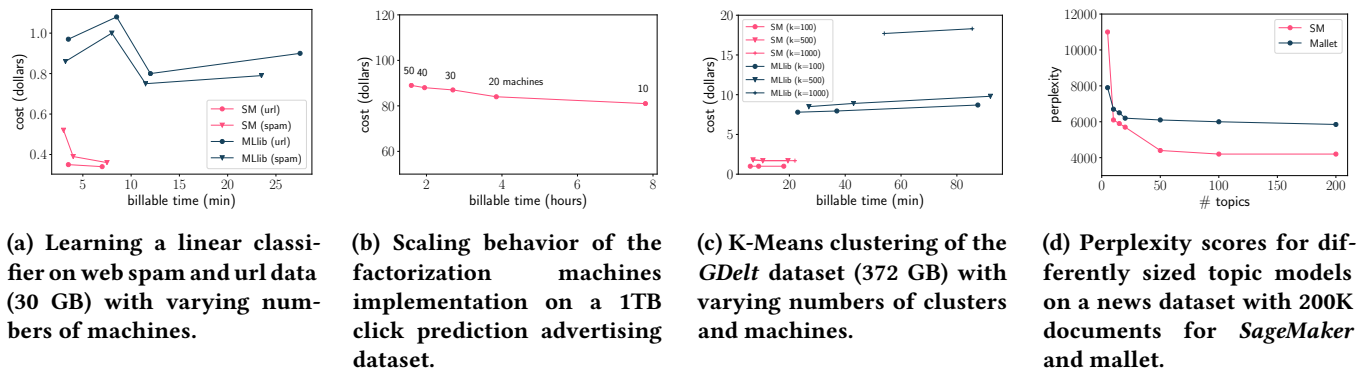 1.0
0.8
0.6
0.4
cost (dollars)
SM (url)
SM (spam)
MLlib (url)
MLlib (spam)
5 10 15 20 25
billable time (min)
120
100
80
60
cost (dollars)
50 40 30 20 machines 10
2 4 6 8
billable time (hours)
20
15
10
5
0
cost (dollars)
SM (k=100)
SM (k=500)
SM (k=1000)
MLlib (k=100)
MLlib (k=500)
MLlib (k=1000)
20 40 60 80
billable time (min)
12000
10000
8000
6000
4000
perplexity
SM
Mallet
0 50 100 150 200
# topics
(a) Learning a linear classi-
fier on web spam and url data
(30 GB) with varying num-
bers of machines.
(b) Scaling behavior of the
factorization machines
implementation on a 1TB
click prediction advertising
dataset.
(c) K-Means clustering of the
GDelt dataset (372 GB) with
varying numbers of clusters
and machines.
(d) Perplexity scores for dif-
ferently sized topic models
on a news dataset with 200K
documents for SageMaker
and mallet.